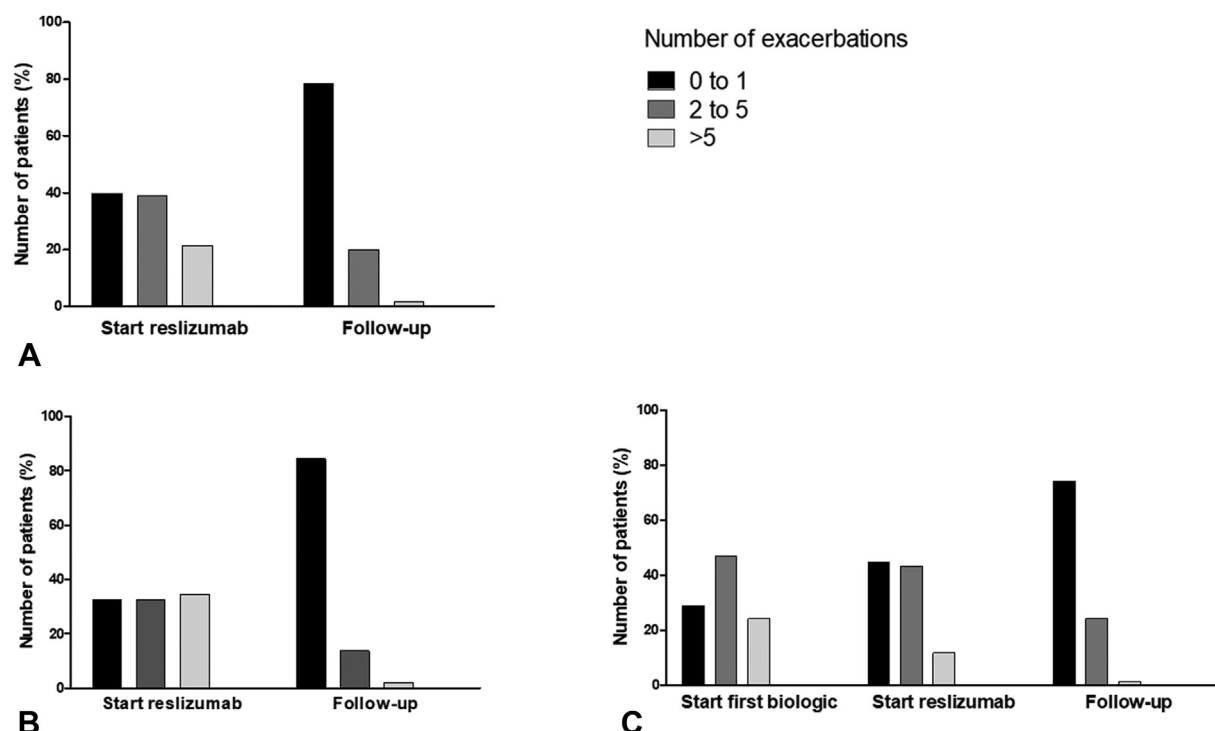 100
80
60
40
20
0
Number of patients (%)
Start reslizumab Follow-up
A
Number of exacerbations
0 to 1
2 to 5
>5
100
80
60
40
20
0
Number of patients (%)
Start reslizumab Follow-up
B
100
80
60
40
20
0
Number of patients (%)
Start first biologic Start reslizumab Follow-up
C